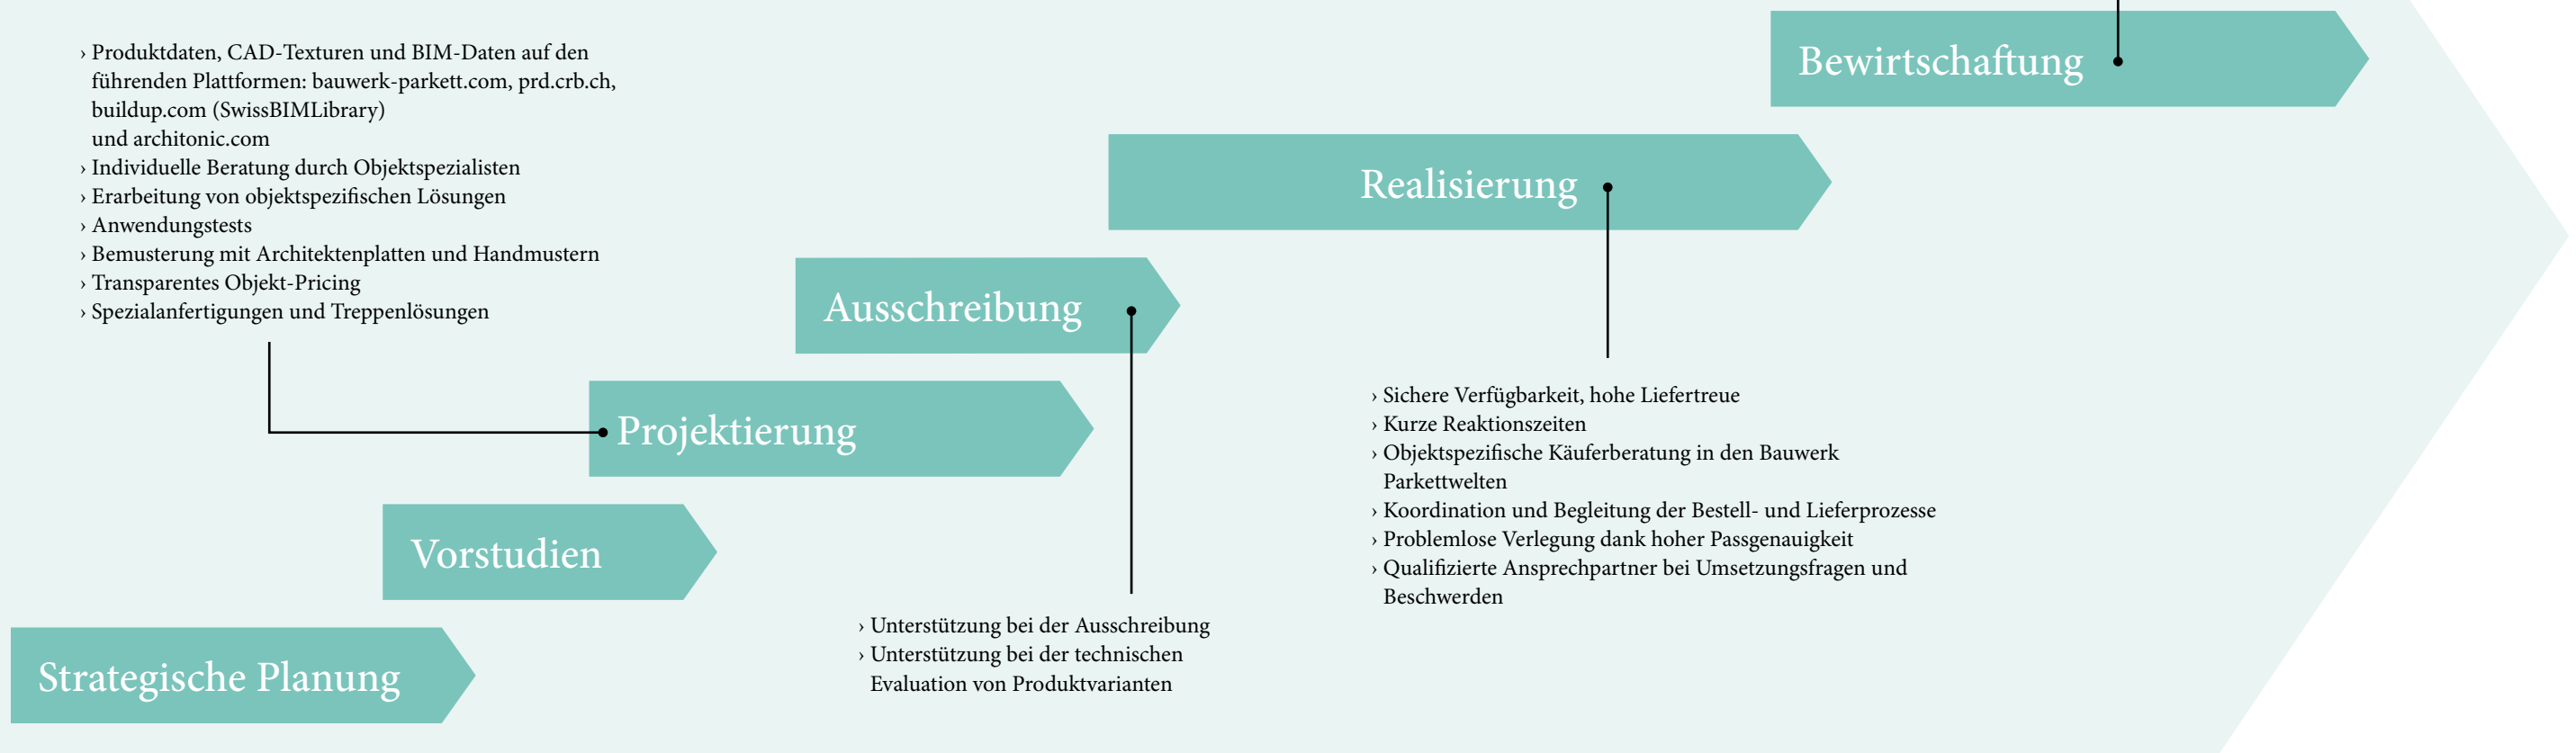 › Produktdaten, CAD-Texturen und BIM-Daten auf den
führenden Plattformen: bauwerk-parkett.com, prd.crb.ch,
buildup.com (SwissBIMLibrary)
und architonic.com
› Individuelle Beratung durch Objektspezialisten
› Erarbeitung von objektspezifischen Lösungen
› Anwendungstests
› Bemusterung mit Architektenplatten und Handmustern
› Transparentes Objekt-Pricing
› Spezialanfertigungen und Treppenlösungen
Bewirtschaftung
Realisierung
Ausschreibung
Projektierung
Vorstudien
Strategische Planung
› Unterstützung bei der Ausschreibung
› Unterstützung bei der technischen
Evaluation von Produktvarianten
› Sichere Verfügbarkeit, hohe Liefertreue
› Kurze Reaktionszeiten
› Objektspezifische Käuferberatung in den Bauwerk
Parkettwelten
› Koordination und Begleitung der Bestell- und Lieferprozesse
› Problemlose Verlegung dank hoher Passgenauigkeit
› Qualifizierte Ansprechpartner bei Umsetzungsfragen und
Beschwerden